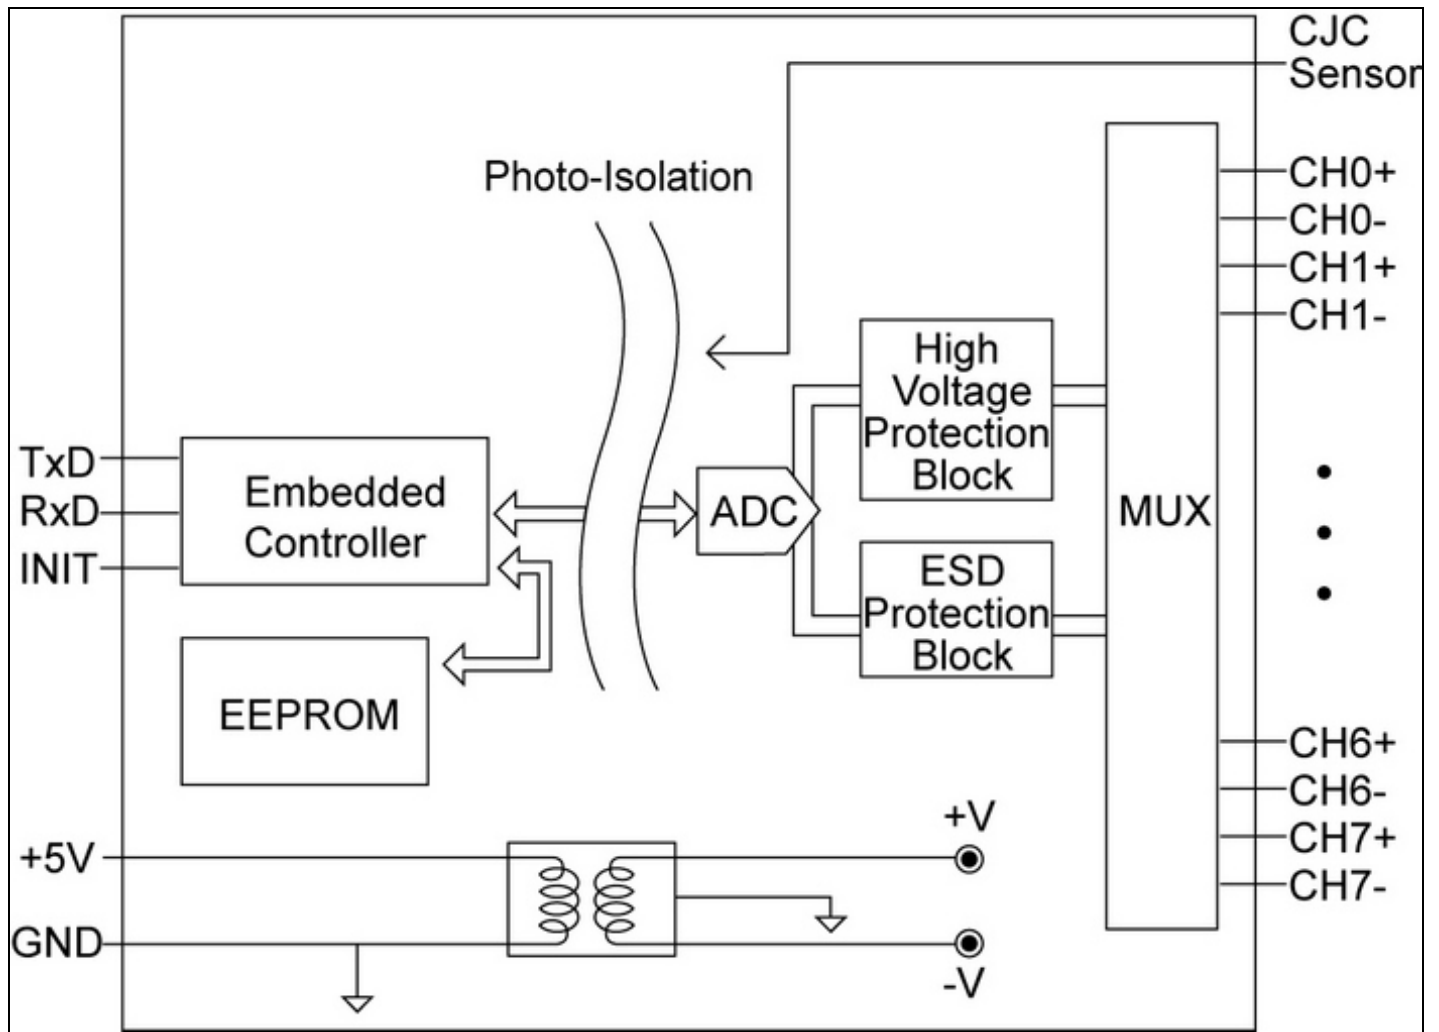 CJC
Sensor
Photo-Isolation
CH0+
CH0-
CH1+
CH1-
High
Voltage
Protection
Block
TxD
RxD
INIT
Embedded
Controller
ADC
MUX
ESD
Protection
Block
EEPROM
CH6+
CH6-
CH7+
CH7-
+5V
GND
+V
-V